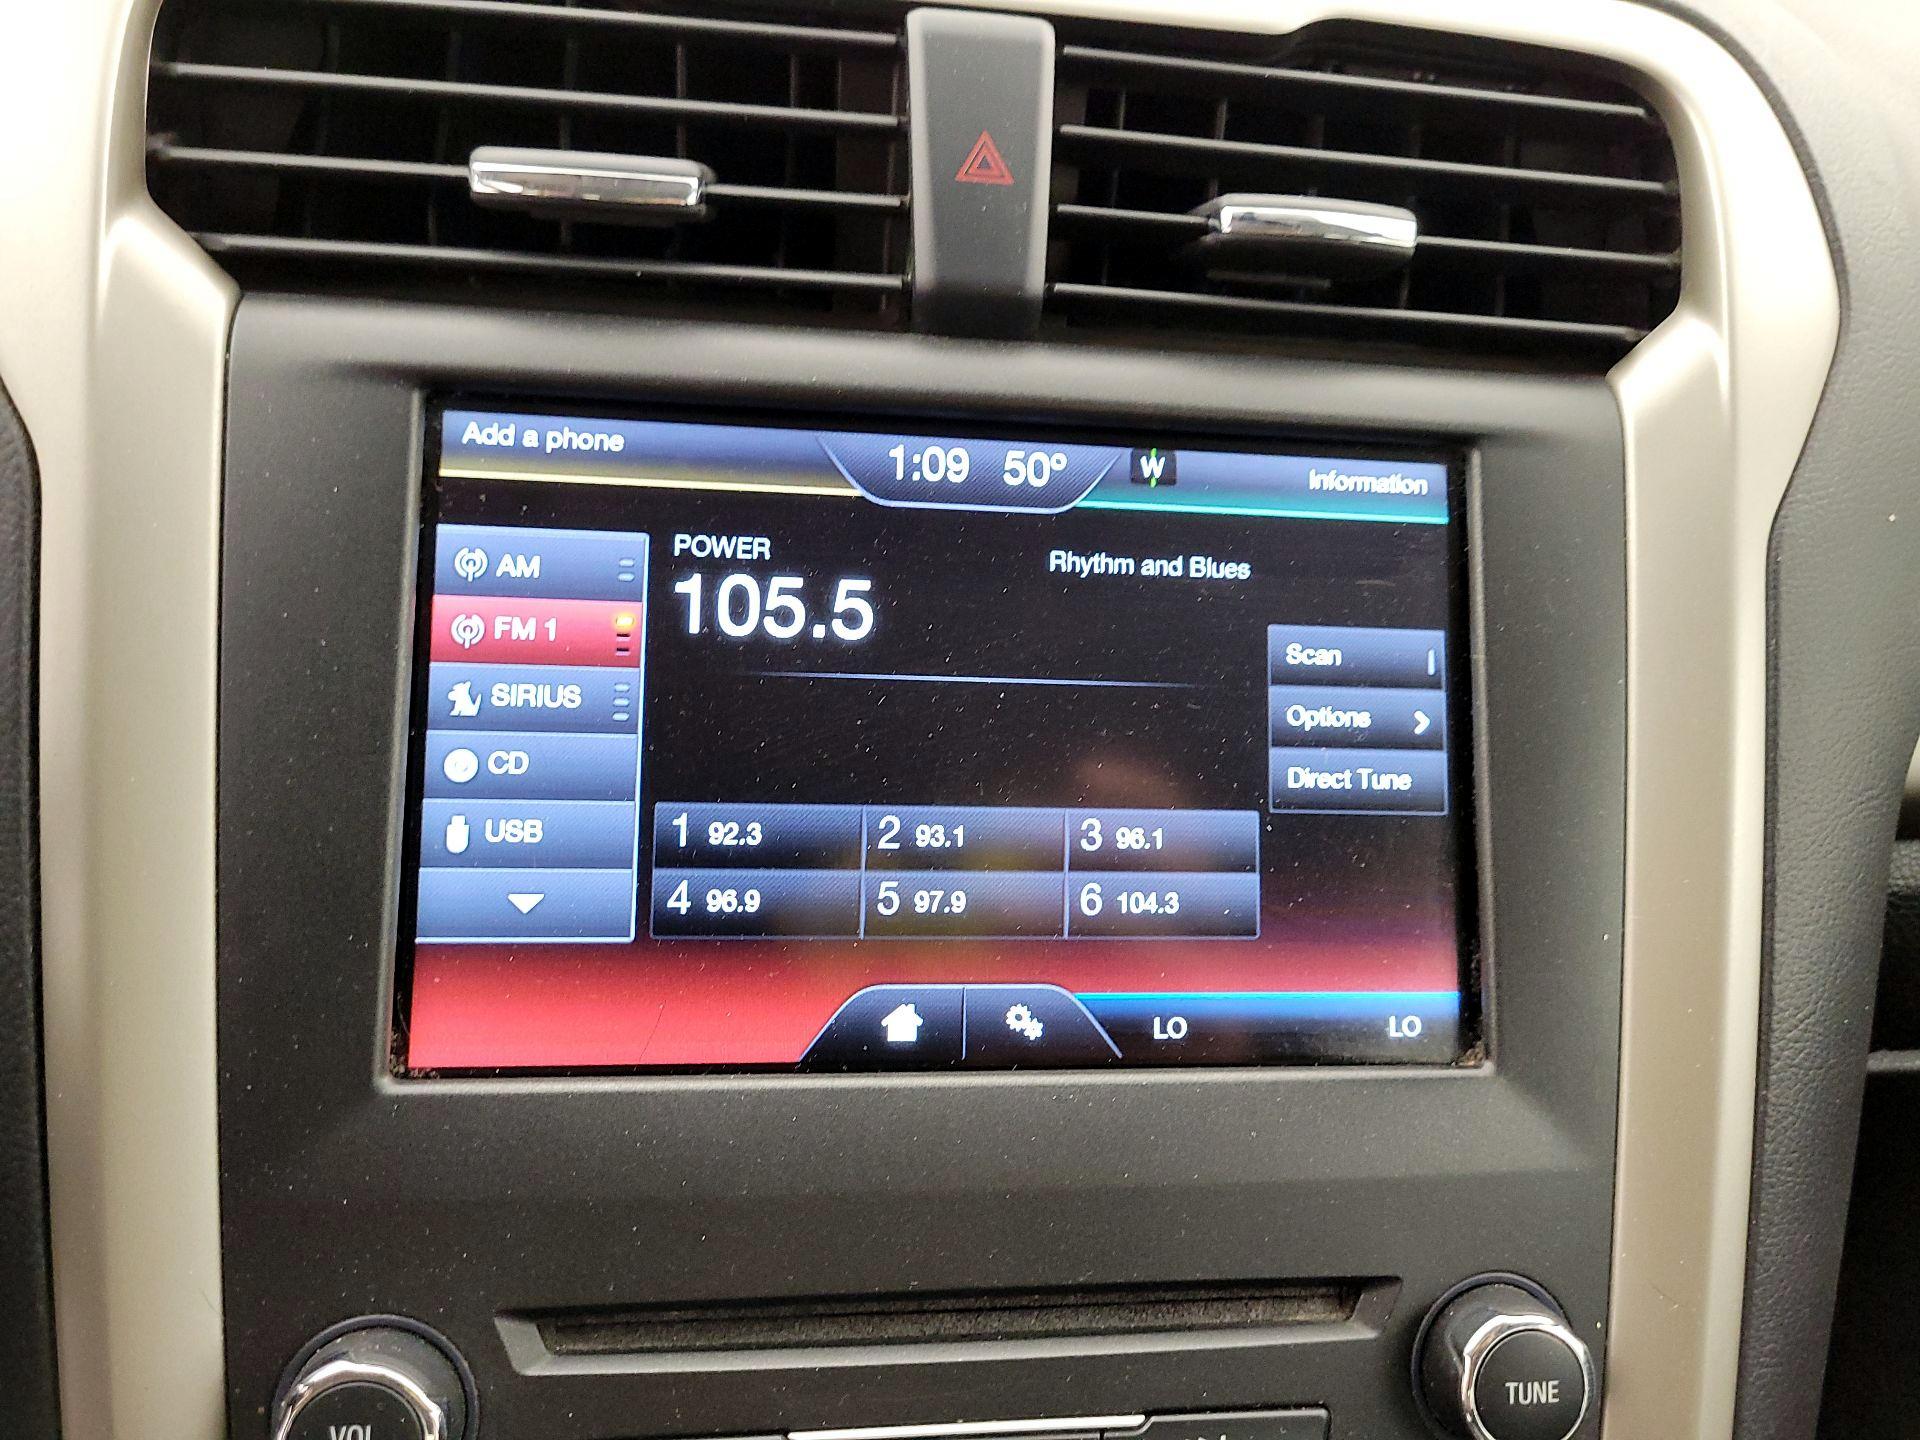 Add a phone
1:09 50° W
Information
AM
FM 1
SIRIUS
CD
USB
POWER
105.5
Rhythm and Blues
Scan
Options
Direct Tune
1 92.3 2 93.1 3 96.1
4 96.9 5 97.9 6 104.3
LO LO
VOL
TUNE